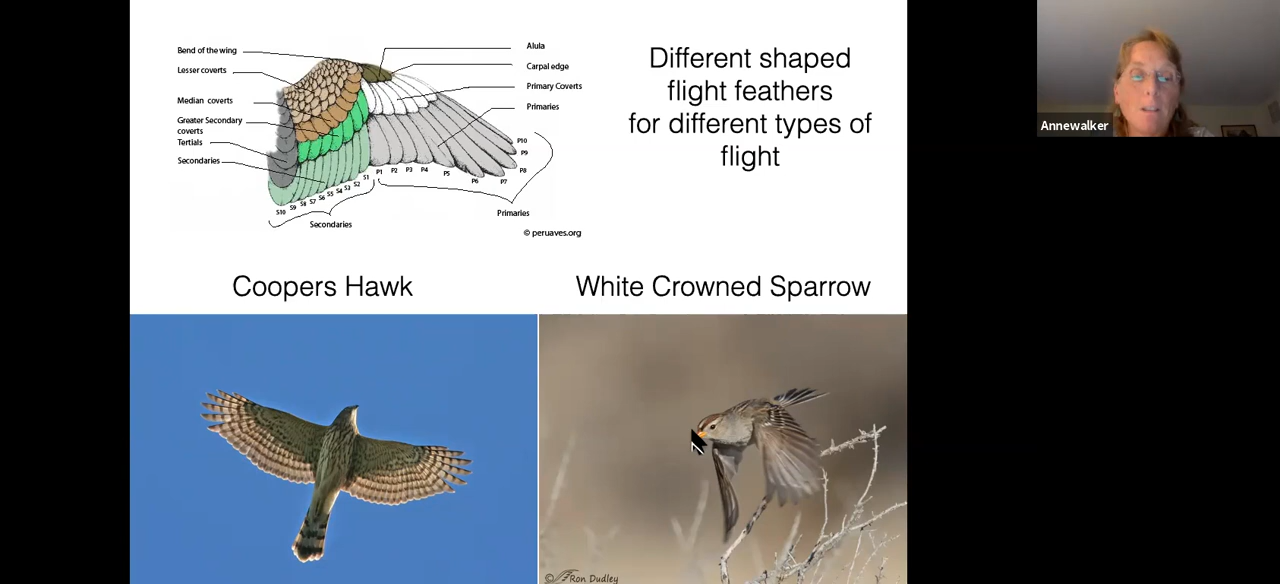 Bend of the wing
Lesser coverts
Median coverts
Greater Secondary
coverts
Tertials
Secondaries
Alula
Carpal edge
Primary Coverts
Primaries
P10
P9
P8
P7
P6
P5
P4
P3
P2
P1
S1
S2
S3
S4
S5
S6
S7
S8
S9
S10
Secondaries
Primaries
© peruaves.org
Different shaped
flight feathers
for different types of
flight
Annewalker
Coopers Hawk
White Crowned Sparrow
© Ron Dudley